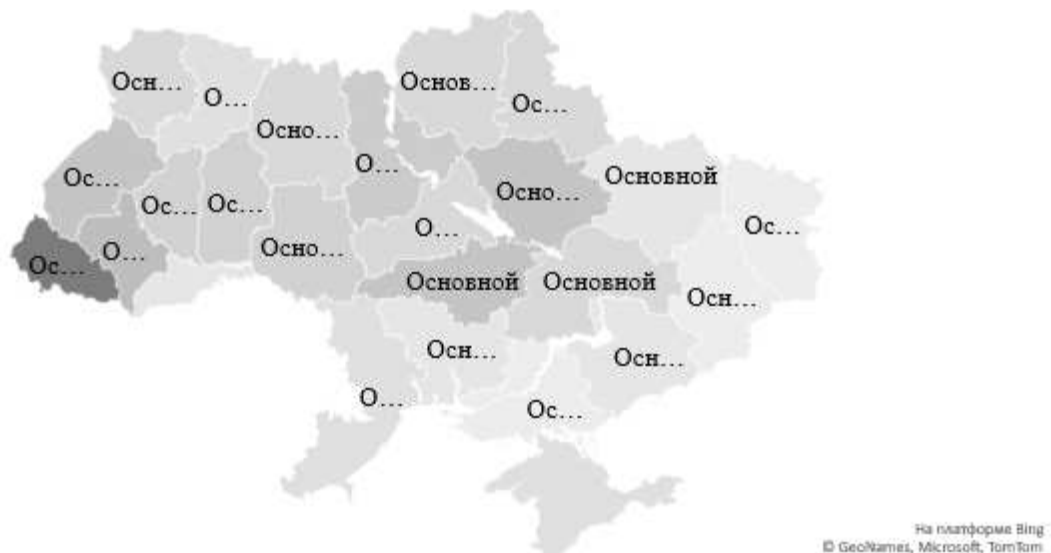 Осн...
О...
Основ...
Ос...
Осно...
О...
Основной
Ос...
Ос...
Ос...
Осно...
Ос...
О...
Осно...
О...
Ос...
Основной
Основной
Осн...
Осн...
Осн...
О...
Ос...
На платформе Bing
© GeoNames, Microsoft, TomTom